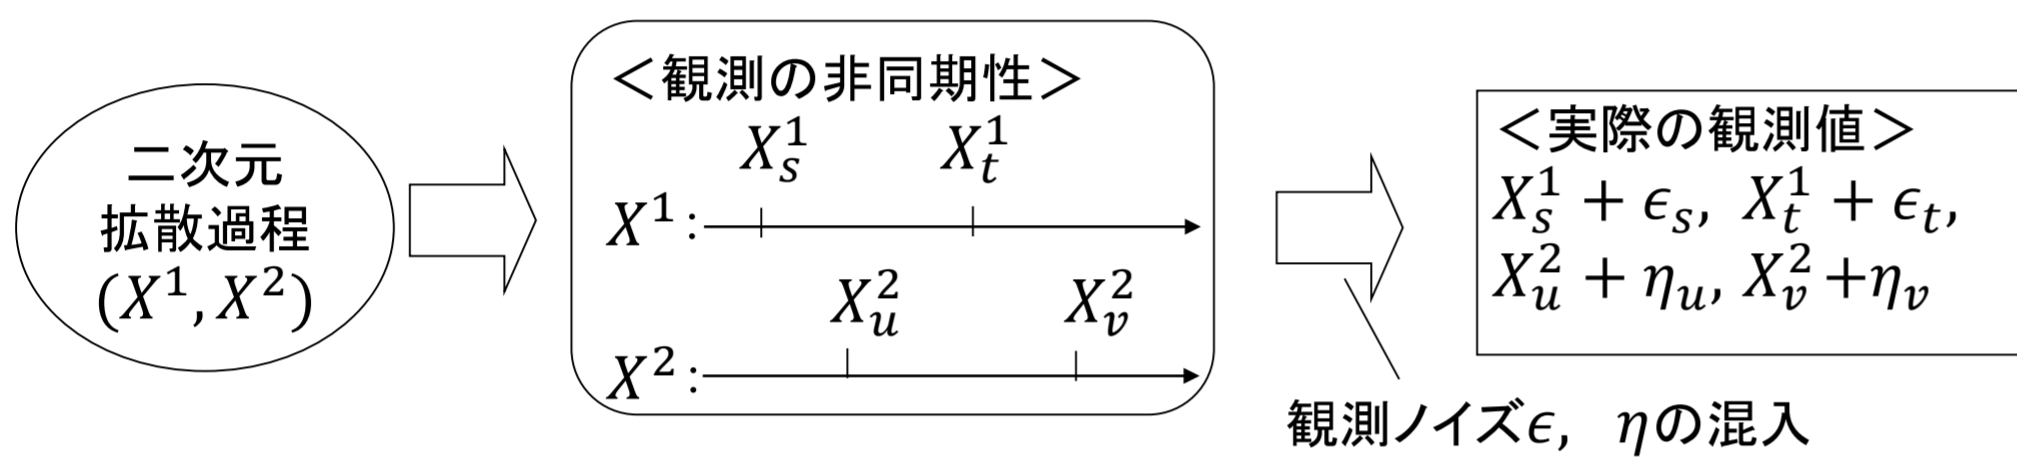 二次元
拡散過程
(X¹, X²)
＜観測の非同期性＞
X¹ₛ X¹ₜ
X¹:
X²ᵤ X²ᵥ
X²:
＜実際の観測値＞
X¹ₛ + ϵₛ, X¹ₜ + ϵₜ,
X²ᵤ + ηᵤ, X²ᵥ +ηᵥ
観測ノイズϵ, ηの混入